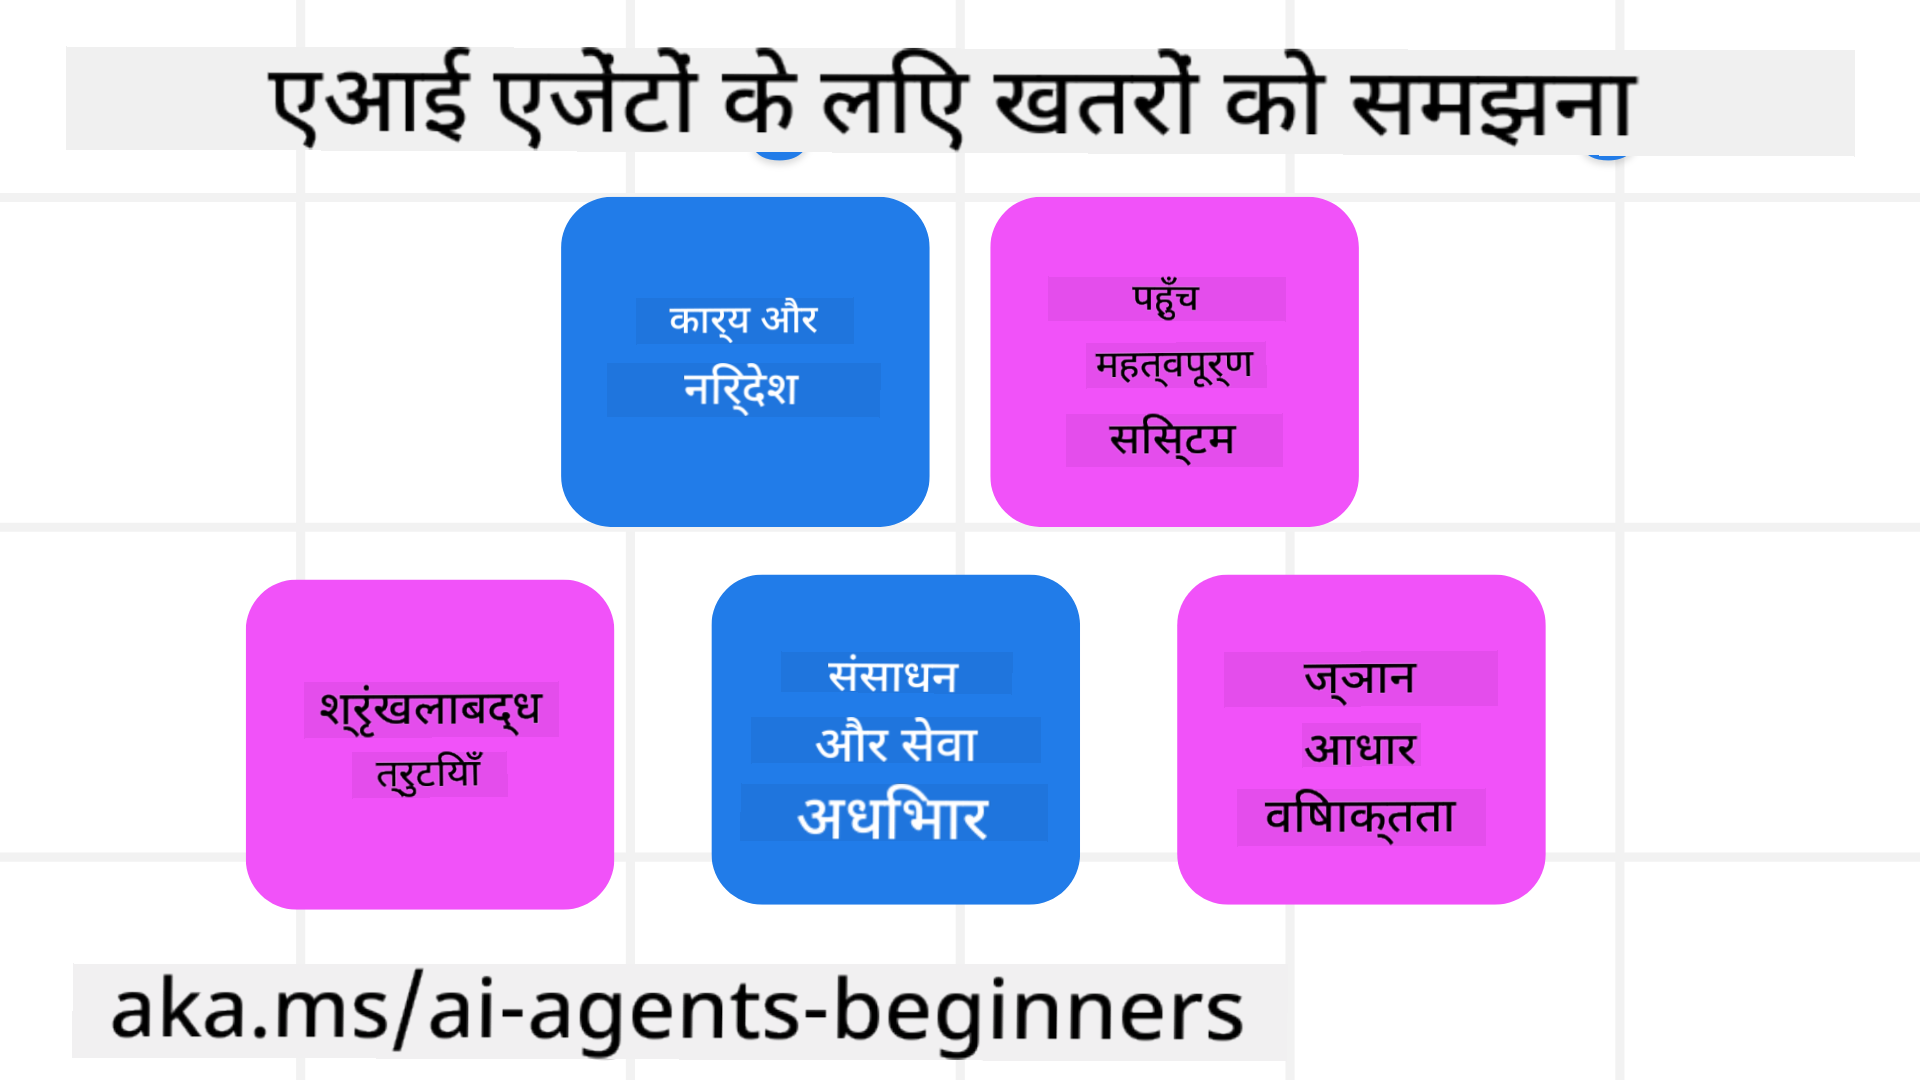 एआई एजेंटों के लिए खतरों को समझना
कार्य और
निर्देश
पहुँच
महत्वपूर्ण
सिस्टम
श्रृंखलाबद्ध
त्रुटियाँ
संसाधन
और सेवा
अधिभार
ज्ञान
आधार
विषाक्तता
aka.ms/ai-agents-beginners